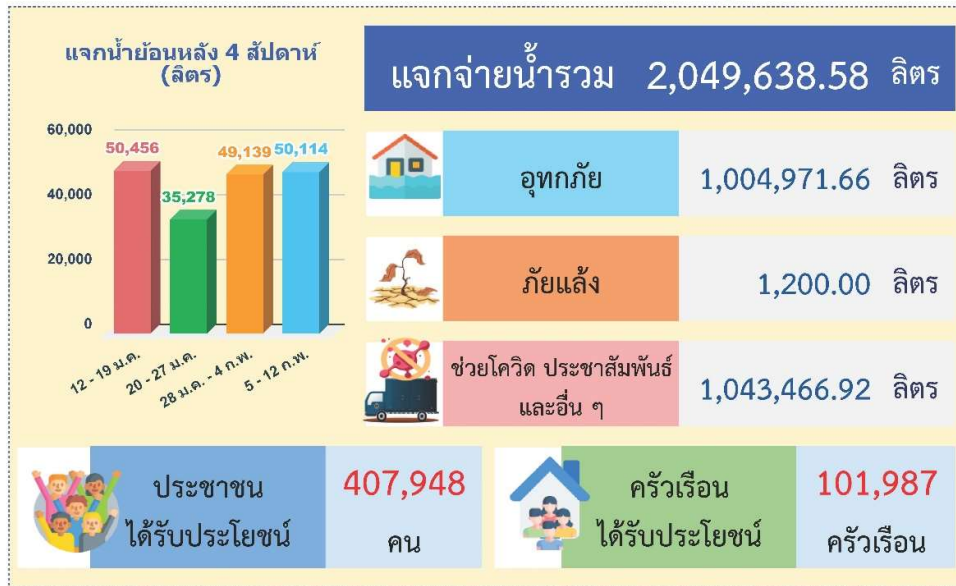 แจกน้ำย้อนหลัง 4 สัปดาห์
(ลิตร)
60,000
40,000
20,000
0
50,456
35,278
49,139
50,114
12 - 19 ม.ค.
20 - 27 ม.ค.
28 ม.ค. - 4 ก.พ.
5 - 12 ก.พ.
แจกจ่ายน้ำรวม 2,049,638.58 ลิตร
อุทกภัย 1,004,971.66 ลิตร
ภัยแล้ง 1,200.00 ลิตร
ช่วยโควิด ประชาสัมพันธ์
และอื่น ๆ
1,043,466.92 ลิตร
ประชาชน
ได้รับประโยชน์
407,948
คน
ครัวเรือน
ได้รับประโยชน์
101,987
ครัวเรือน